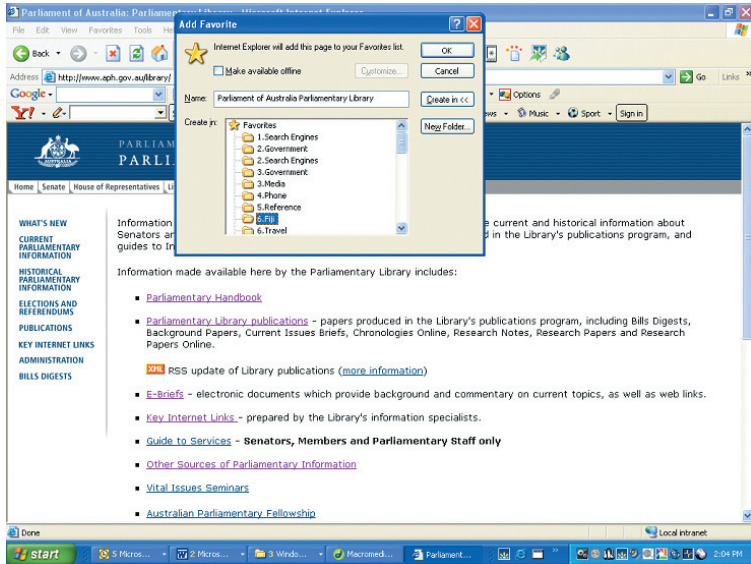 Parliament of Australia: Parliamentary Library - Microsoft Internet Explorer
File Edit View Favorites Tools He
Back
Address http://www.aph.gov.au/library/ Go Links
Google Options
Y! Music Sport Sign in
Add Favorite
Internet Explorer will add this page to your Favorites list.
OK
Make available offline Customize... Cancel
Name: Parliament of Australia Parliamentary Library Create in <<
Create in: Favorites New Folder...
1.Search Engines
2.Government
2.Search Engines
3.Government
3.Media
4.Phone
5.Reference
6.Fiji
6.Travel
AUSTRALIA
PARLIAM
PARLI
Home Senate House of Representatives Li
WHAT'S NEW
CURRENT
PARLIAMENTARY
INFORMATION
HISTORICAL
PARLIAMENTARY
INFORMATION
ELECTIONS AND
REFERENDUMS
PUBLICATIONS
KEY INTERNET LINKS
ADMINISTRATION
BILLS DIGESTS
Information e current and historical information about
Senators ar d in the Library's publications program, and
guides to In
Information made available here by the Parliamentary Library includes:
Parliamentary Handbook
Parliamentary Library publications - papers produced in the Library's publications program, including Bills Digests,
Background Papers, Current Issues Briefs, Chronologies Online, Research Notes, Research Papers and Research
Papers Online.
XML RSS update of Library publications (more information)
E-Briefs - electronic documents which provide background and commentary on current topics, as well as web links.
Key Internet Links - prepared by the Library's information specialists.
Guide to Services - Senators, Members and Parliamentary Staff only
Other Sources of Parliamentary Information
Vital Issues Seminars
Australian Parliamentary Fellowship
Done Local intranet
start 5 Micros... 2 Micros... 3 Windo... Macromedi... Parliament... 2:04 PM